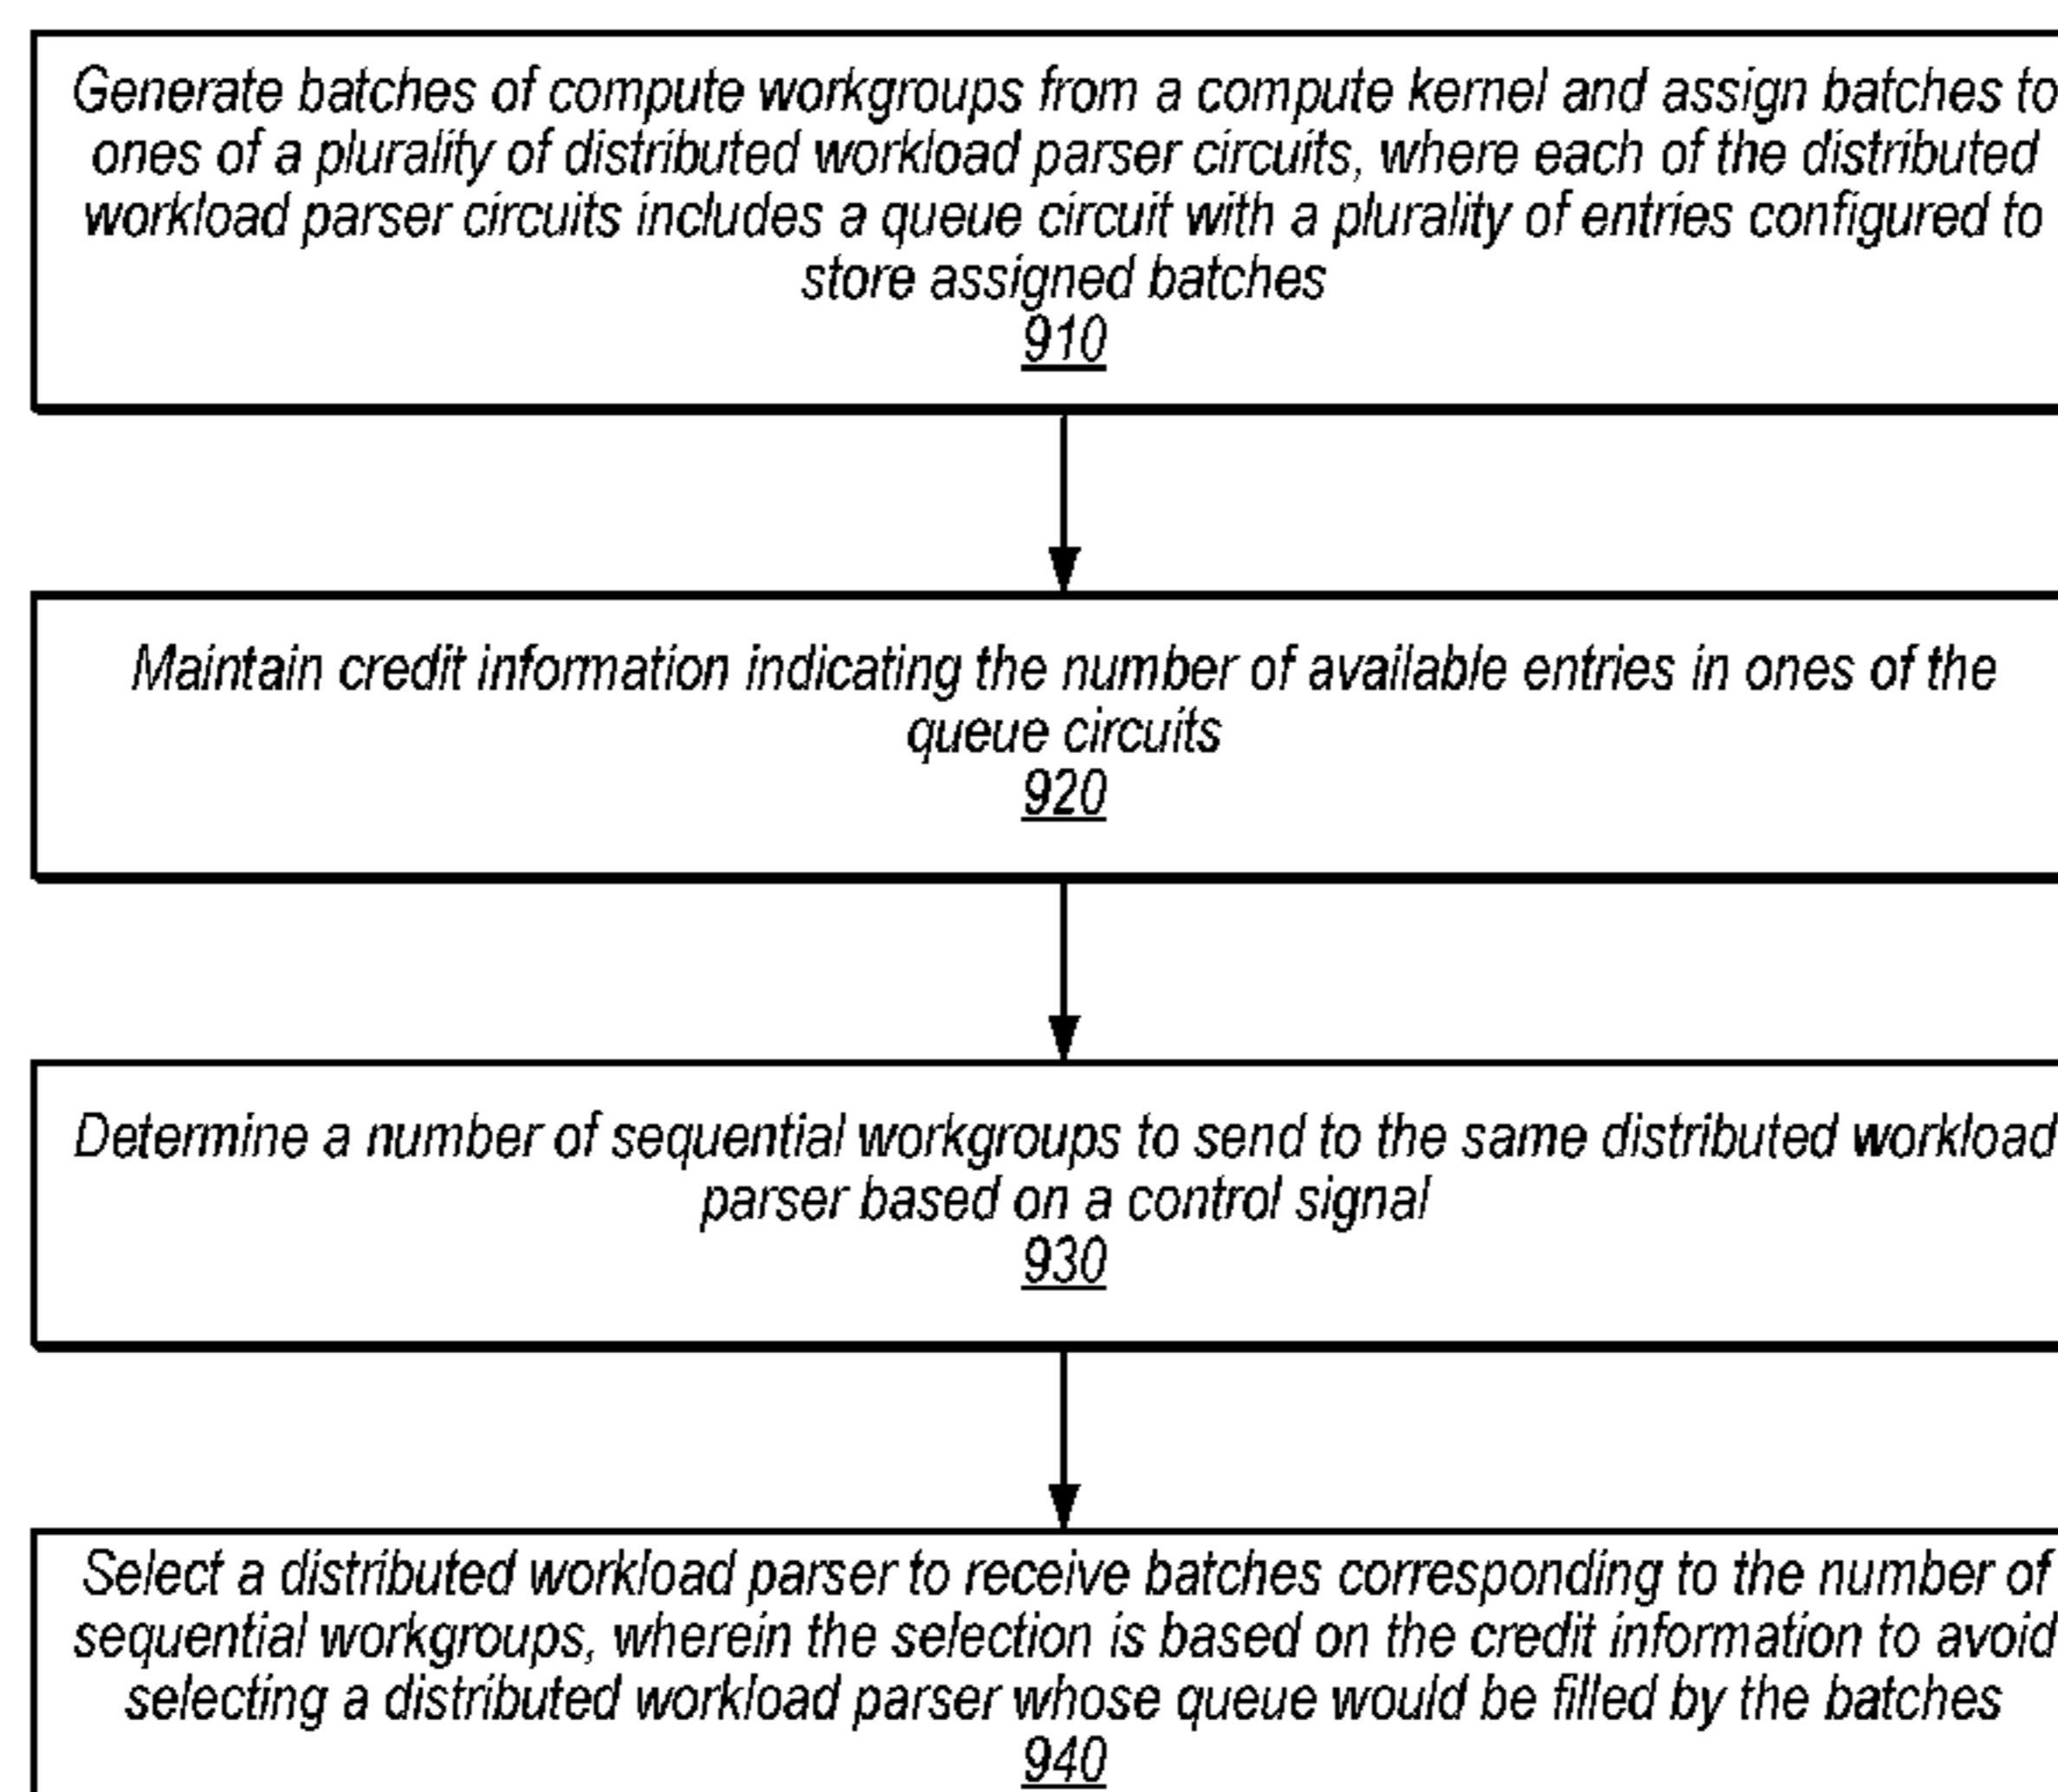 Generate batches of compute workgroups from a compute kernel and assign batches to
ones of a plurality of distributed workload parser circuits, where each of the distributed
workload parser circuits includes a queue circuit with a plurality of entries configured to
store assigned batches
910
Maintain credit information indicating the number of available entries in ones of the
queue circuits
920
Determine a number of sequential workgroups to send to the same distributed workload
parser based on a control signal
930
Select a distributed workload parser to receive batches corresponding to the number of
sequential workgroups, wherein the selection is based on the credit information to avoid
selecting a distributed workload parser whose queue would be filled by the batches
940